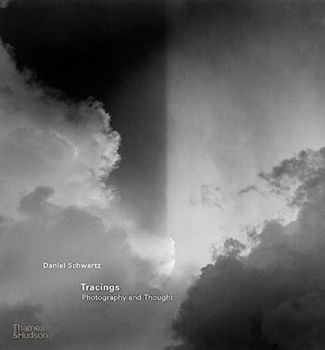 Daniel Schwartz
Tracings
Photography and Thought
Thames
&Hudson